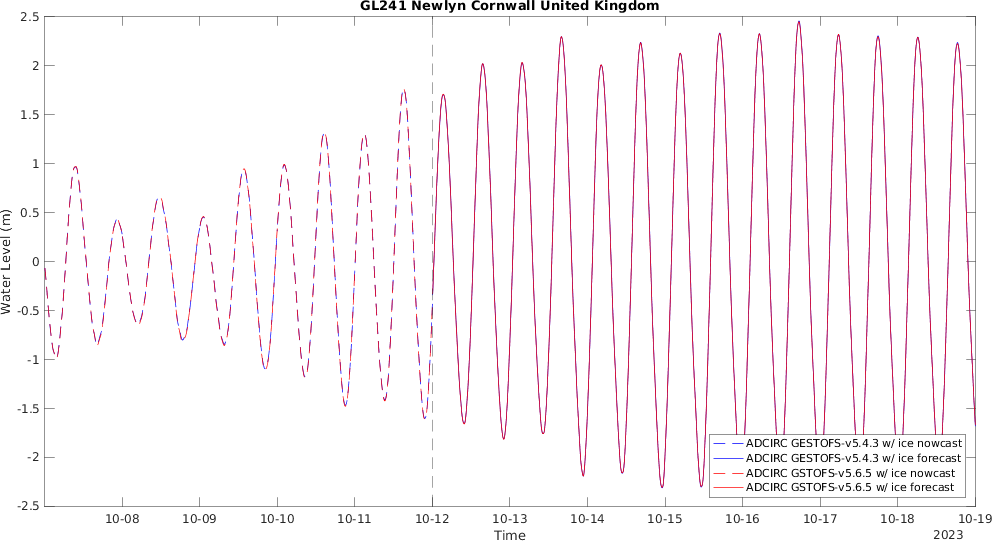 GL241 Newlyn Cornwall United Kingdom
2.5
2
1.5
1
0.5
0
-0.5
-1
-1.5
-2
-2.5
Water Level (m)
ADCIRC GESTOFS-v5.4.3 w/ ice nowcast
ADCIRC GESTOFS-v5.4.3 w/ ice forecast
ADCIRC GSTOFS-v5.6.5 w/ ice nowcast
ADCIRC GSTOFS-v5.6.5 w/ ice forecast
10-08 10-09 10-10 10-11 10-12 10-13 10-14 10-15 10-16 10-17 10-18 10-19
Time
2023